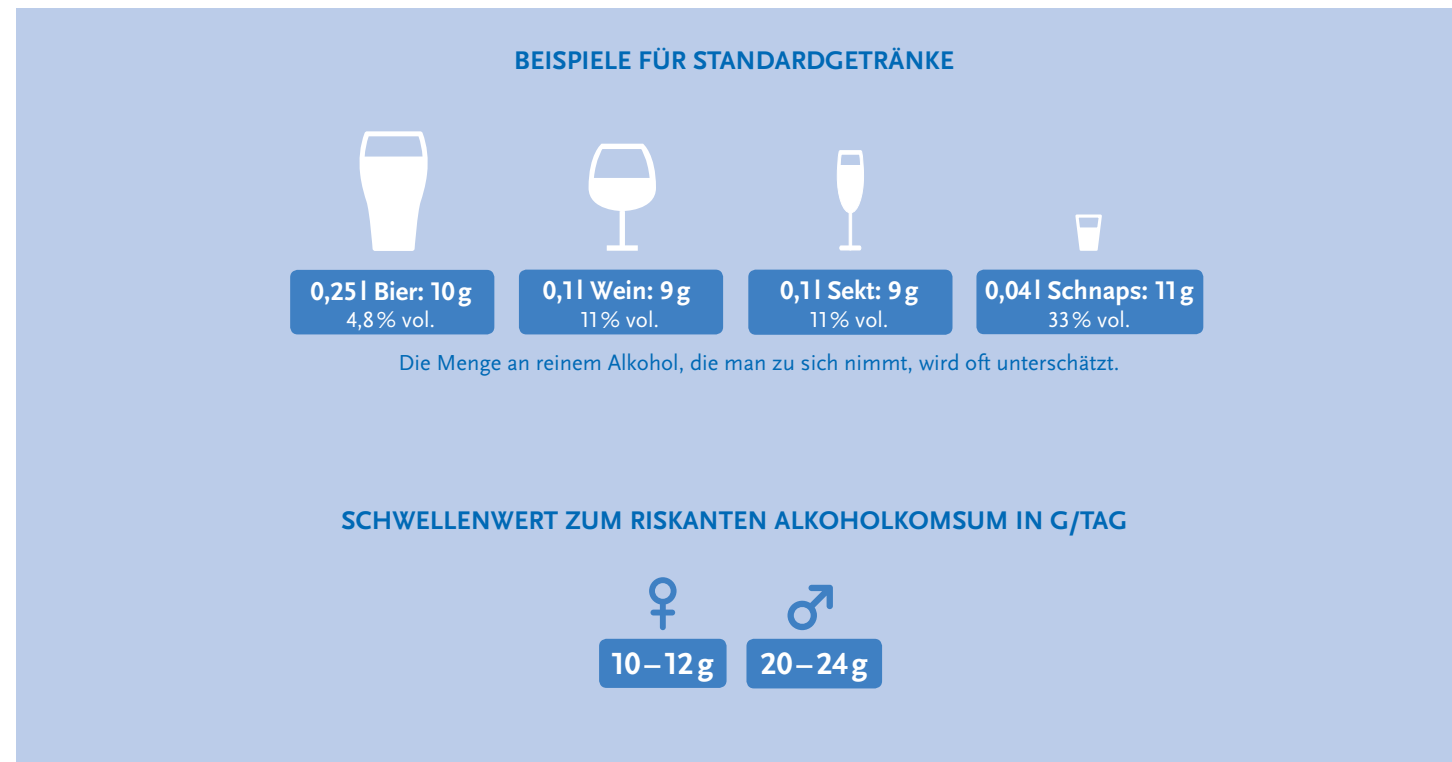 BEISPIELE FÜR STANDARDGETRÄNKE
0,25 l Bier: 10 g
4,8 % vol.
0,1 l Wein: 9 g
11 % vol.
0,1 l Sekt: 9 g
11 % vol.
0,04 l Schnaps: 11 g
33 % vol.
Die Menge an reinem Alkohol, die man zu sich nimmt, wird oft unterschätzt.
SCHWELLENWERT ZUM RISKANTEN ALKOHOLKOMSUM IN G/TAG
10 – 12 g
20 – 24 g